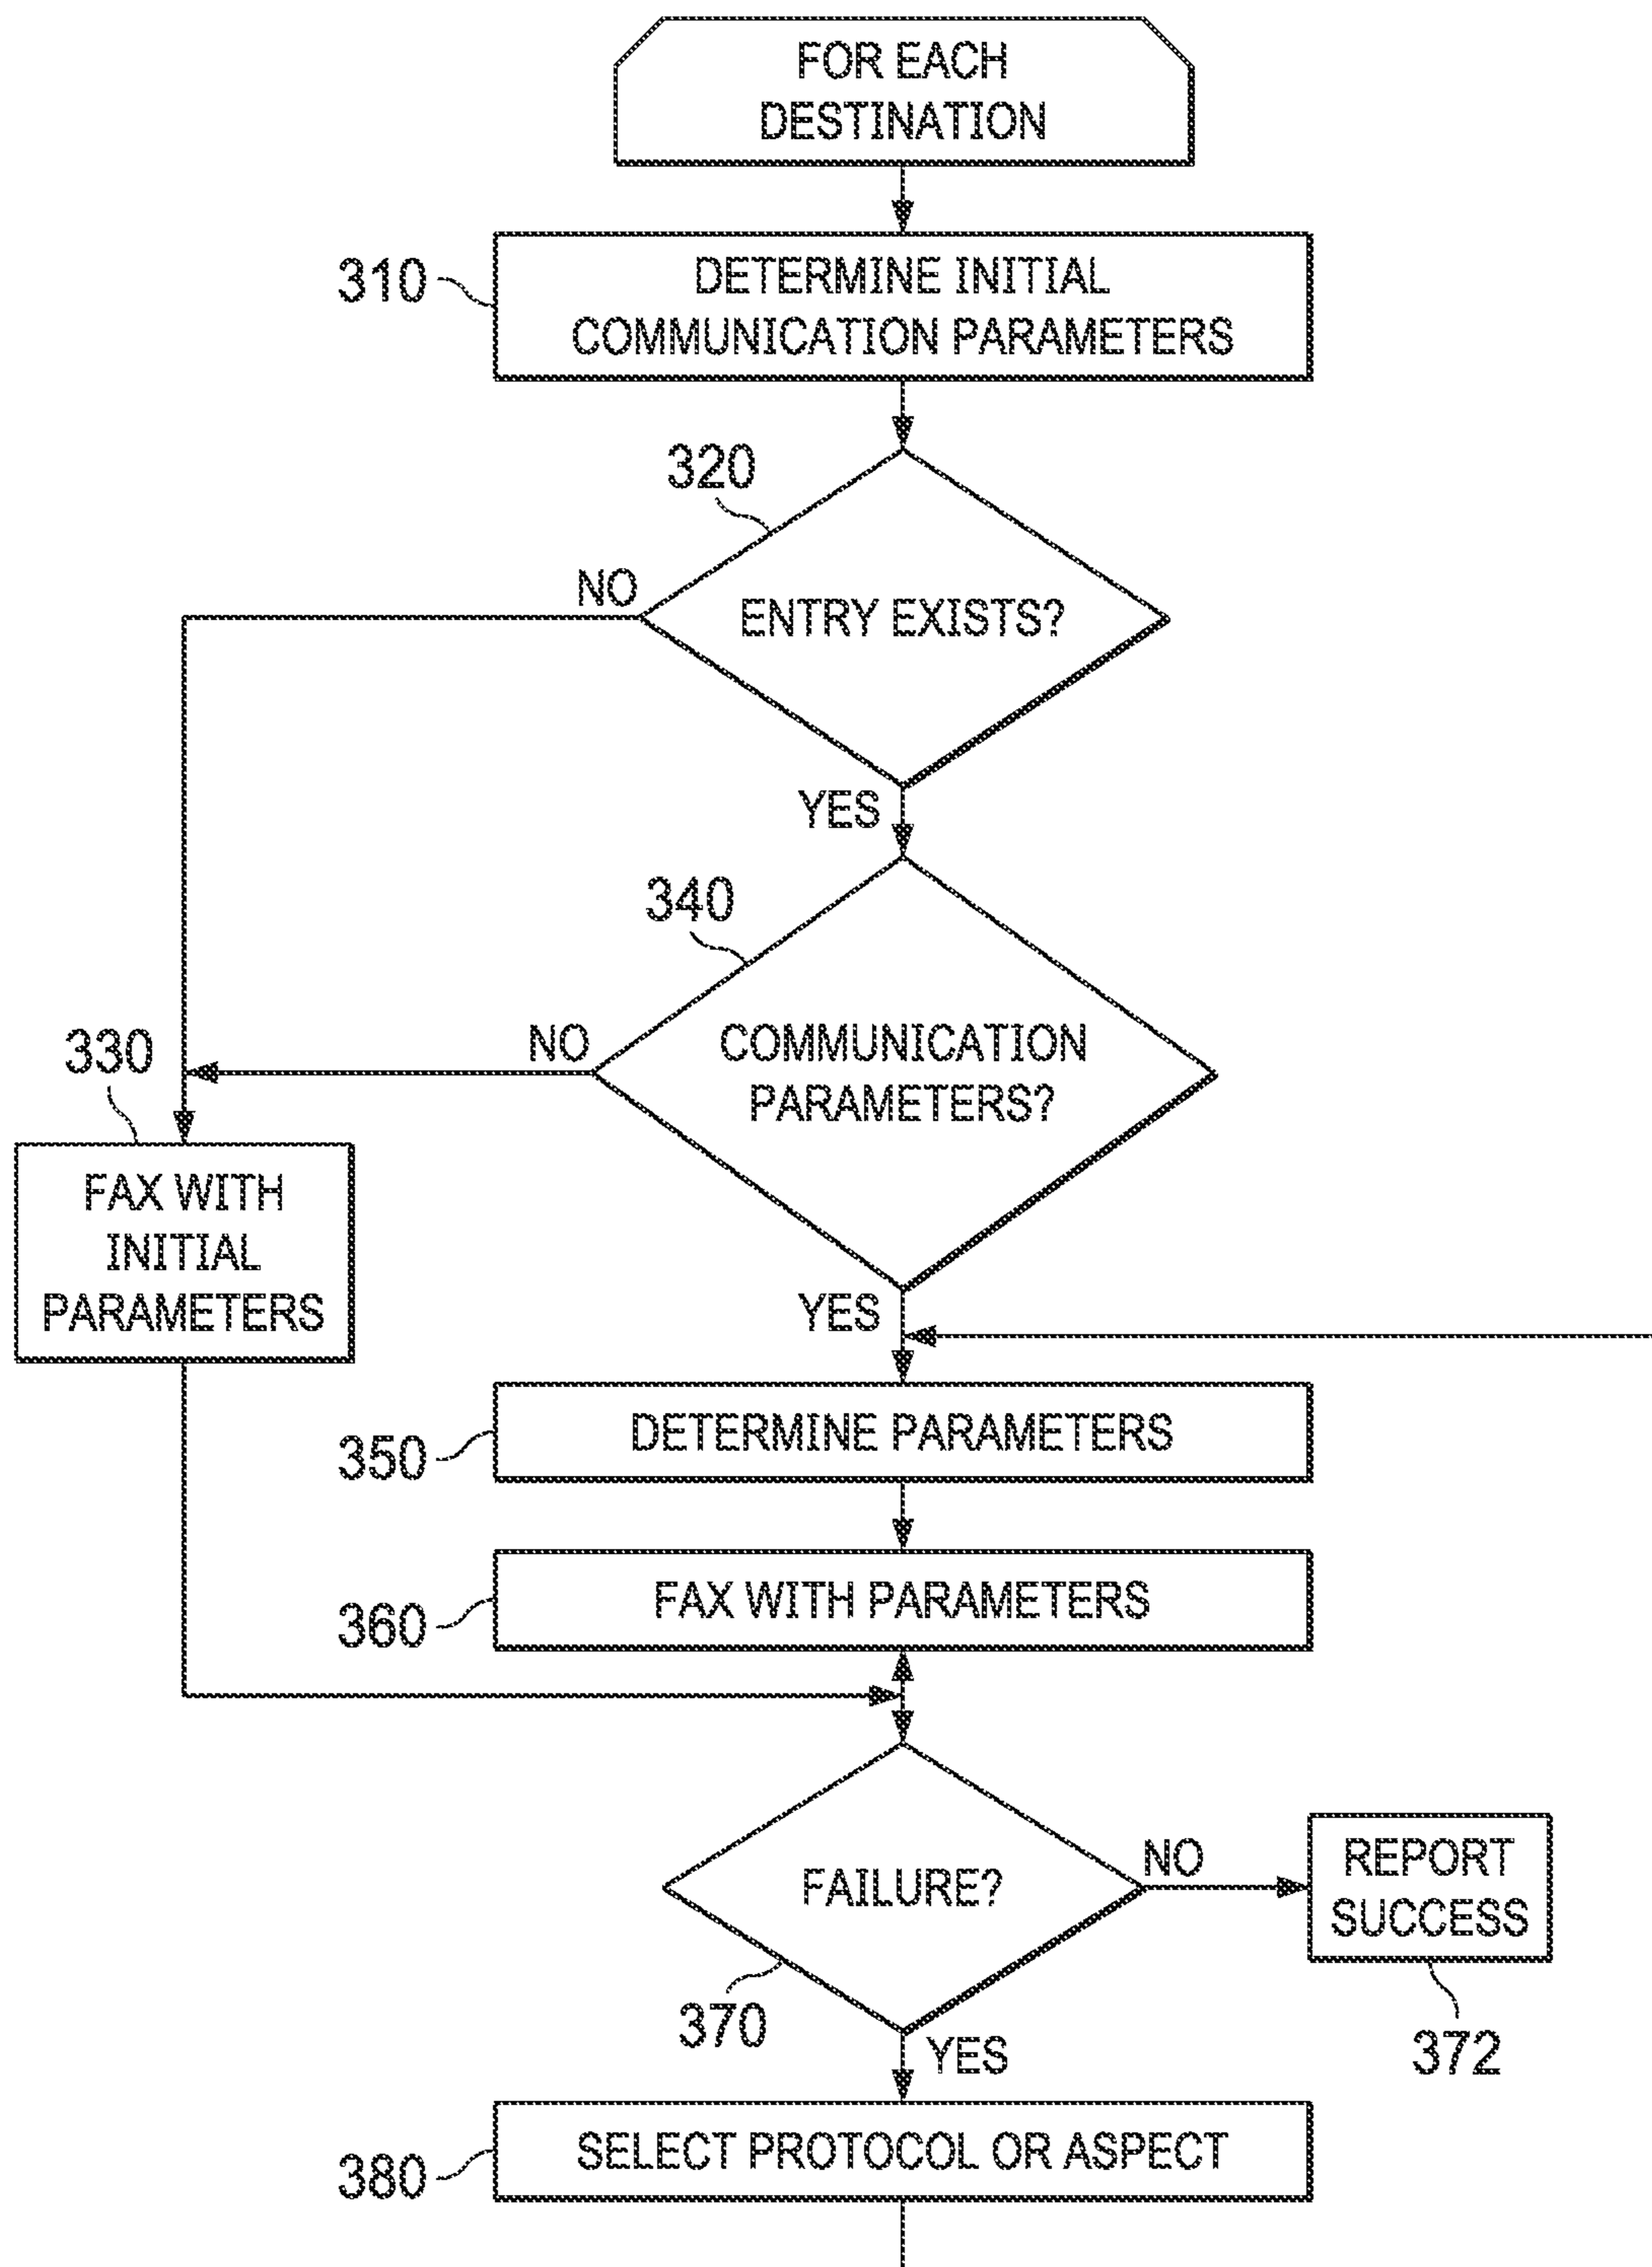 FOR EACH
DESTINATION
310
DETERMINE INITIAL
COMMUNICATION PARAMETERS
320
NO
ENTRY EXISTS?
YES
340
NO
COMMUNICATION
PARAMETERS?
330
FAX WITH
INITIAL
PARAMETERS
YES
350
DETERMINE PARAMETERS
360
FAX WITH PARAMETERS
FAILURE?
NO
REPORT
SUCCESS
370
372
YES
380
SELECT PROTOCOL OR ASPECT